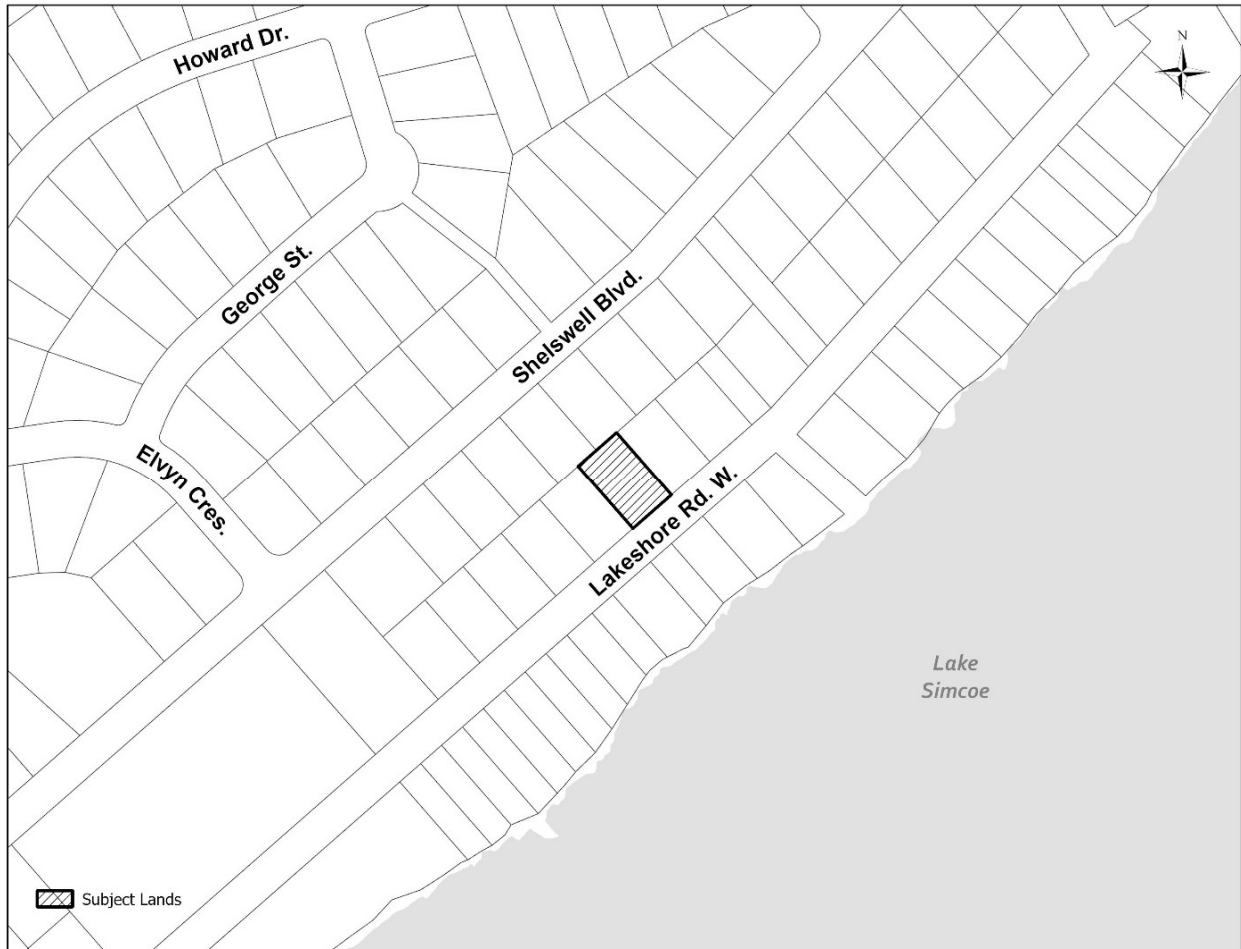 Howard Dr.
N
George St.
Shelswell Blvd.
Elvyn Cres.
Lakeshore Rd. W.
Lake
Simcoe
Subject Lands